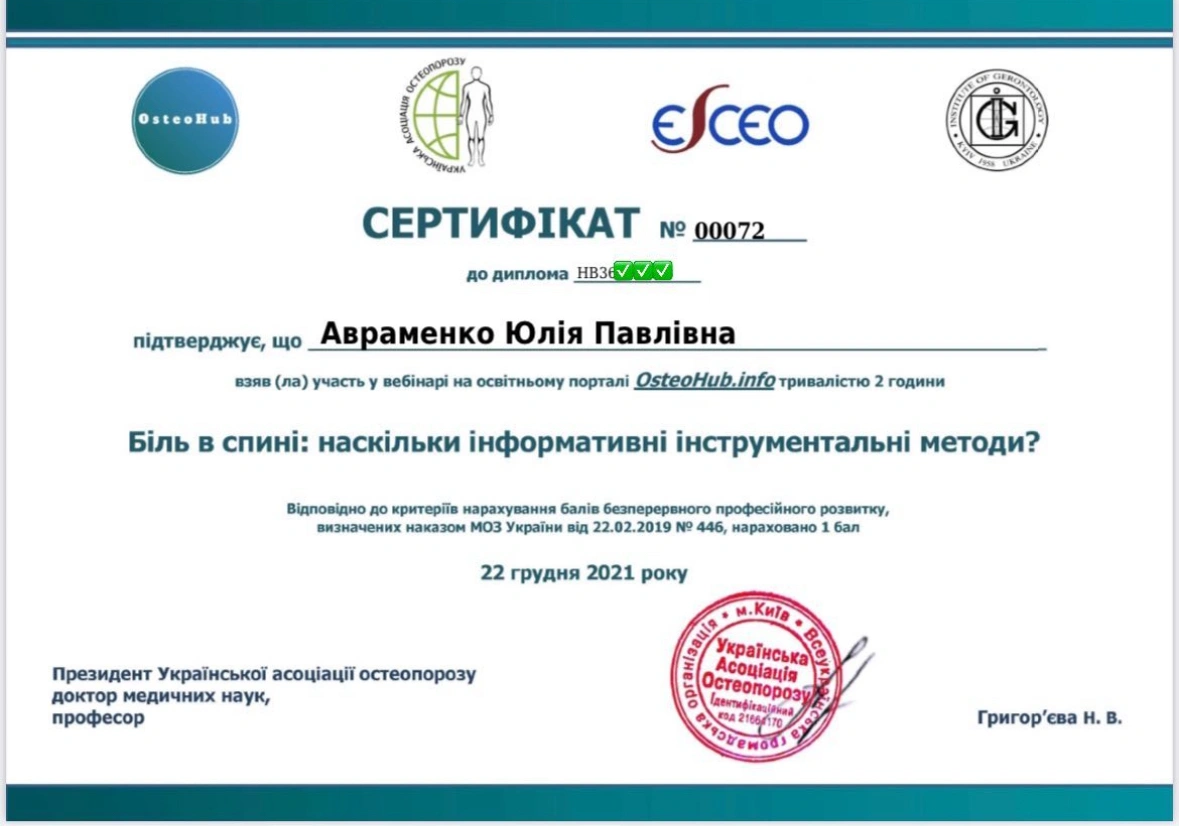 OsteoHub
УКРАЇНСЬКА АСОЦІАЦІЯ ОСТЕОПОРОЗУ
ESCEO
INSTITUTE OF GERONTOLOGY
KYIV 1958 UKRAINE
СЕРТИФІКАТ № 00072
до диплома НВ36
підтверджує, що Авраменко Юлія Павлівна
взяв (ла) участь у вебінарі на освітньому порталі OsteoHub.info тривалістю 2 години
Біль в спині: наскільки інформативні інструментальні методи?
Відповідно до критеріїв нарахування балів безперервного професійного розвитку,
визначених наказом МОЗ України від 22.02.2019 № 446, нараховано 1 бал
22 грудня 2021 року
Президент Української асоціації остеопорозу
доктор медичних наук,
професор
м.Київ • Всеукраїнська громадська організація
Українська
Асоціація
Остеопорозу
Ідентифікаційний
код 21664170
Григор’єва Н. В.